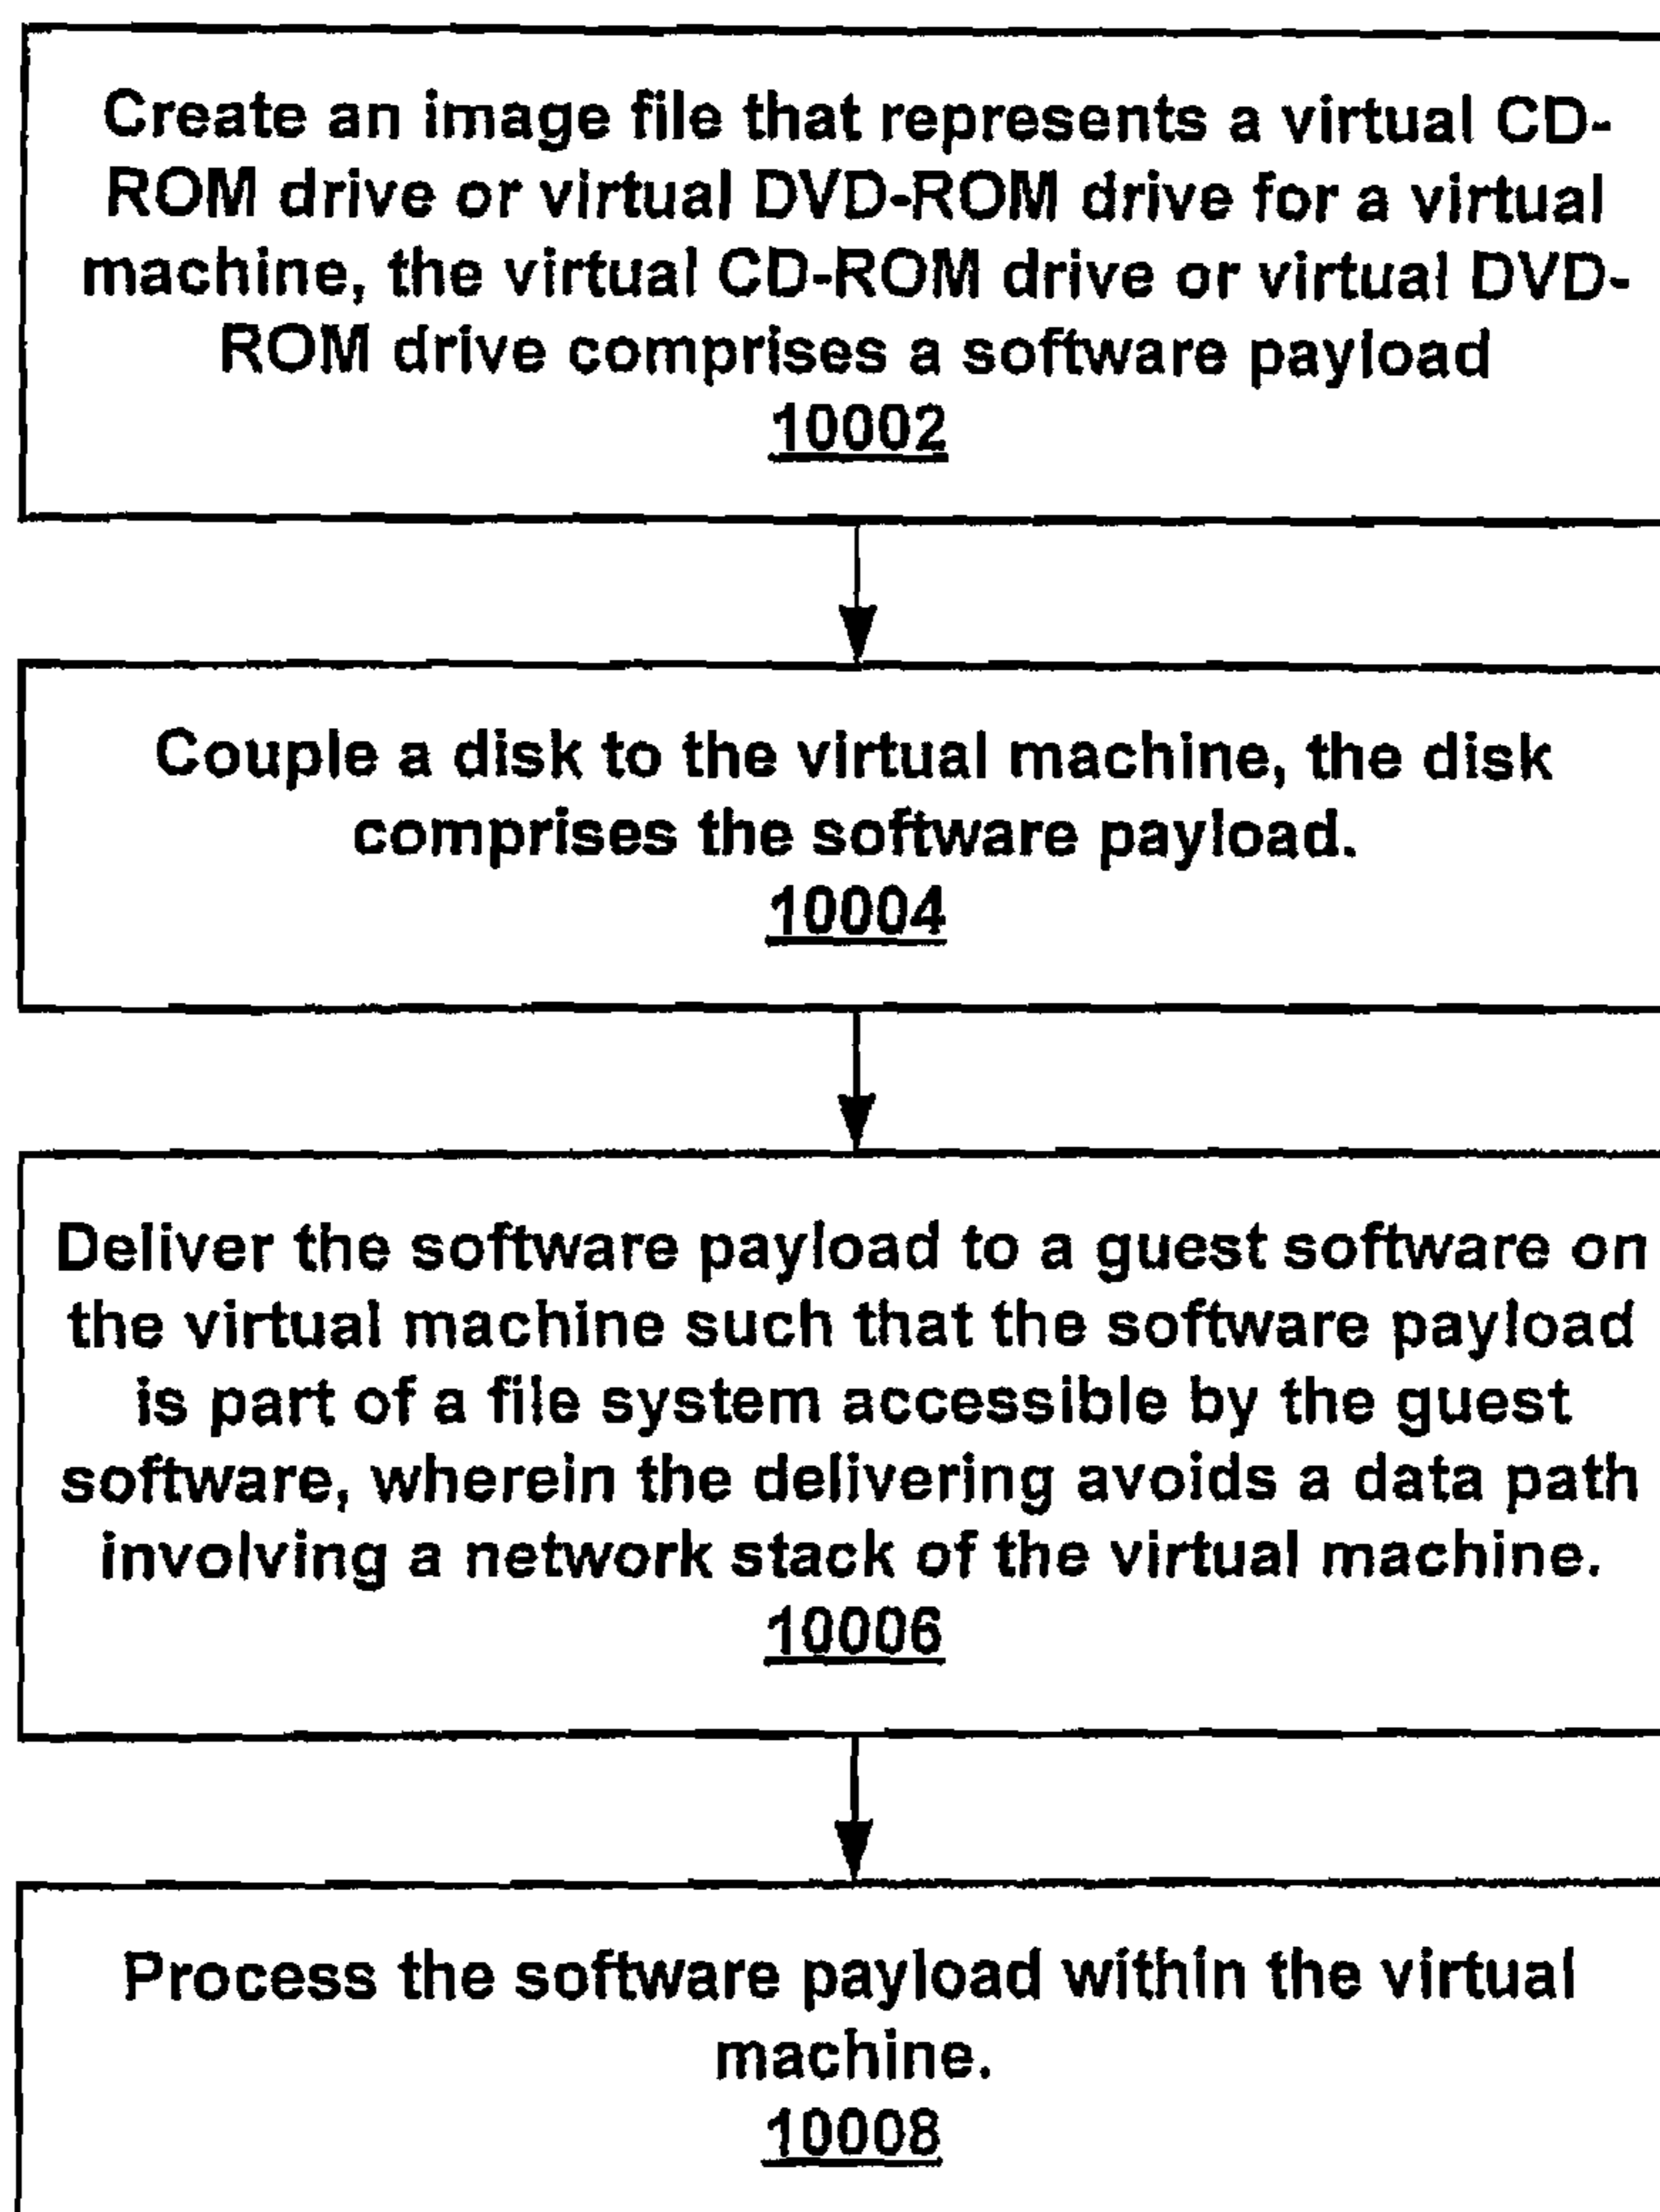 Create an image file that represents a virtual CD-
ROM drive or virtual DVD-ROM drive for a virtual
machine, the virtual CD-ROM drive or virtual DVD-
ROM drive comprises a software payload
10002
Couple a disk to the virtual machine, the disk
comprises the software payload.
10004
Deliver the software payload to a guest software on
the virtual machine such that the software payload
is part of a file system accessible by the guest
software, wherein the delivering avoids a data path
involving a network stack of the virtual machine.
10006
Process the software payload within the virtual
machine.
10008